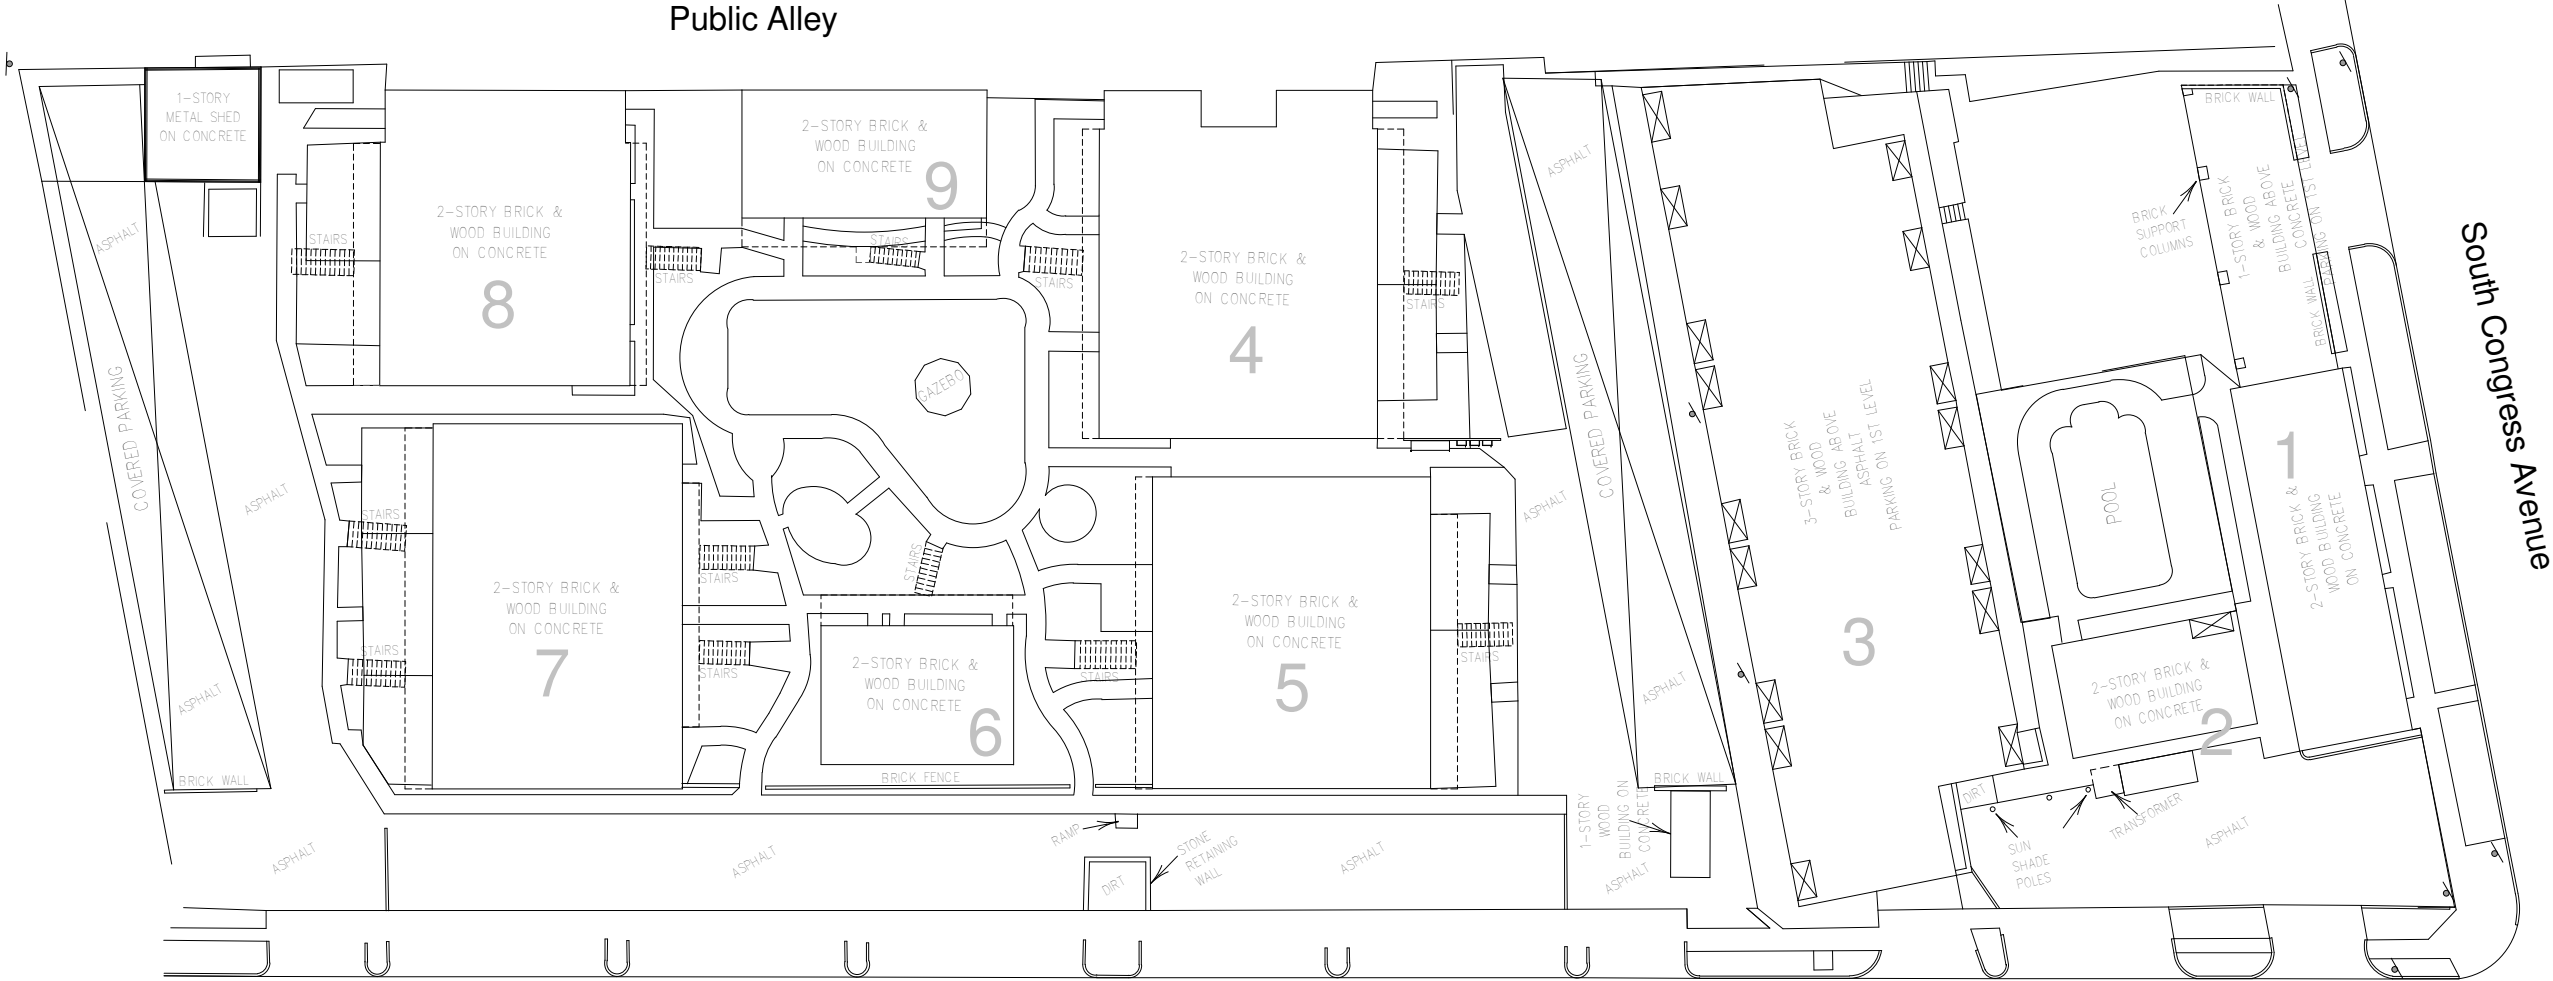 Public Alley
1-STORY
METAL SHED
ON CONCRETE
ASPHALT
COVERED PARKING
ASPHALT
ASPHALT
BRICK WALL
ASPHALT
STAIRS
2-STORY BRICK &
WOOD BUILDING
ON CONCRETE
8
STAIRS
2-STORY BRICK &
WOOD BUILDING
ON CONCRETE
9
STAIRS
GAZEBO
STAIRS
2-STORY BRICK &
WOOD BUILDING
ON CONCRETE
4
STAIRS
STAIRS
STAIRS
2-STORY BRICK &
WOOD BUILDING
ON CONCRETE
7
STAIRS
STAIRS
STAIRS
2-STORY BRICK &
WOOD BUILDING
ON CONCRETE
6
BRICK FENCE
STAIRS
2-STORY BRICK &
WOOD BUILDING
ON CONCRETE
5
STAIRS
ASPHALT
RAMP
DIRT
STONE
RETAINING
WALL
ASPHALT
ASPHALT
ASPHALT
COVERED PARKING
ASPHALT
BRICK WALL
1-STORY
WOOD
BUILDING ON
CONCRETE
ASPHALT
3-STORY BRICK
& WOOD
BUILDING ABOVE
ASPHALT
PARKING ON 1ST LEVEL
3
BRICK WALL
BRICK
SUPPORT
COLUMNS
1-STORY BRICK
& WOOD
BUILDING ABOVE
CONCRETE
PARKING ON 1ST LEVEL
BRICK WALL
POOL
1
2-STORY BRICK &
WOOD BUILDING
ON CONCRETE
2-STORY BRICK &
WOOD BUILDING
ON CONCRETE
2
DIRT
SUN
SHADE
POLES
TRANSFORMER
ASPHALT
South Congress Avenue